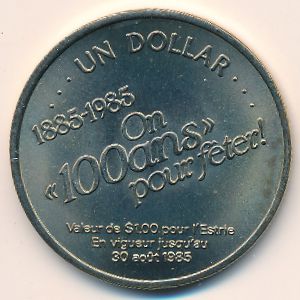 UN DOLLAR
1885-1985
On
«100ans»
pour fêter!
Valeur de $1.00 pour l'Estrie
En vigueur jusqu'au
30 août 1985